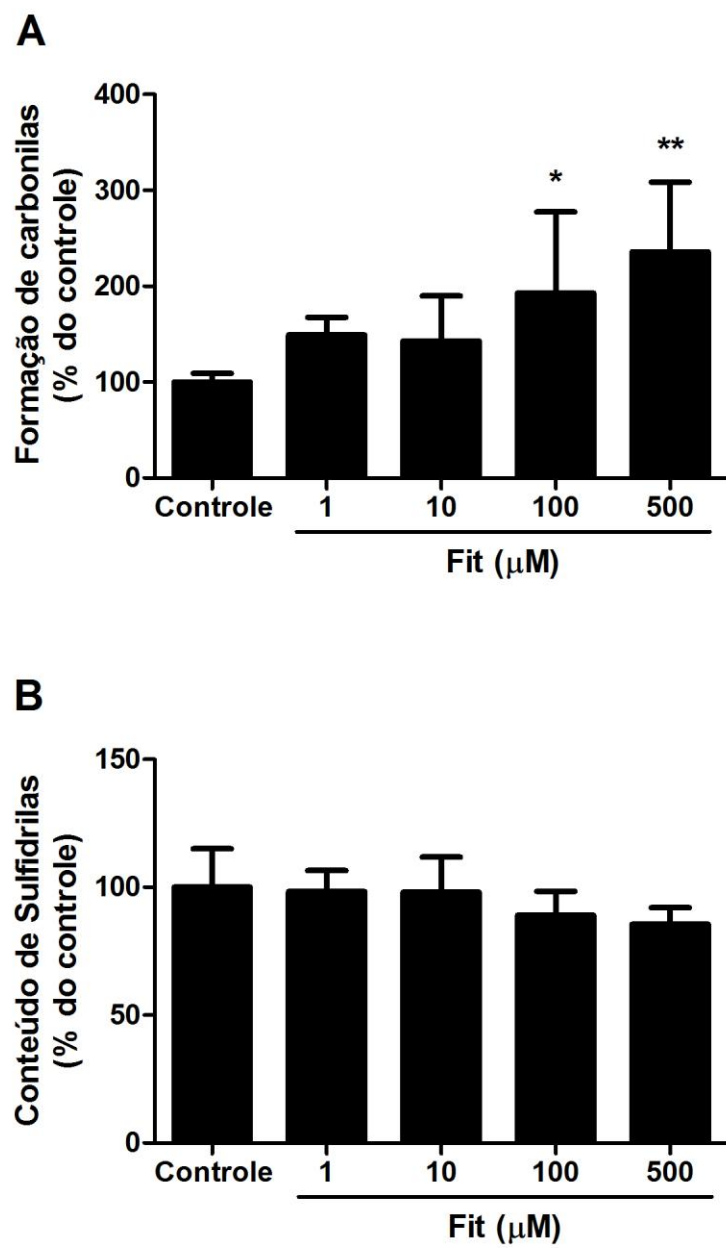 A
Formação de carbonilas
(% do controle)
400
300
200
100
0
*
**
Controle 1 10 100 500
Fit (μM)
B
Conteúdo de Sulfidrilas
(% do controle)
150
100
50
0
Controle 1 10 100 500
Fit (μM)